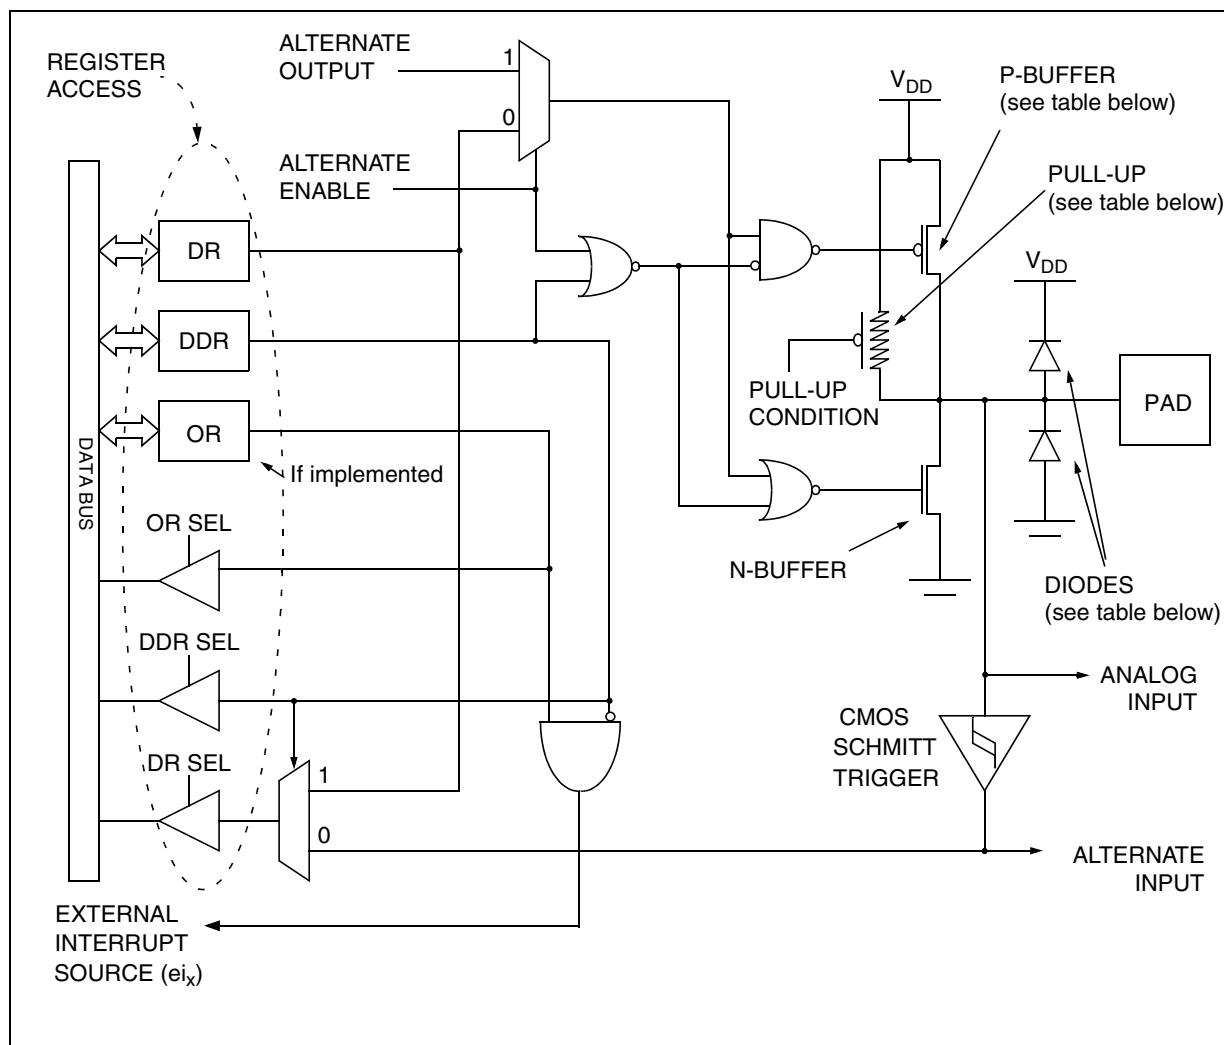 REGISTER
ACCESS
ALTERNATE
OUTPUT
1
0
ALTERNATE
ENABLE
VDD
P-BUFFER
(see table below)
PULL-UP
(see table below)
DR
DDR
OR
If implemented
DATA BUS
VDD
PULL-UP
CONDITION
PAD
N-BUFFER
DIODES
(see table below)
OR SEL
DDR SEL
DR SEL
1
0
ANALOG
INPUT
CMOS
SCHMITT
TRIGGER
ALTERNATE
INPUT
EXTERNAL
INTERRUPT
SOURCE (eix)